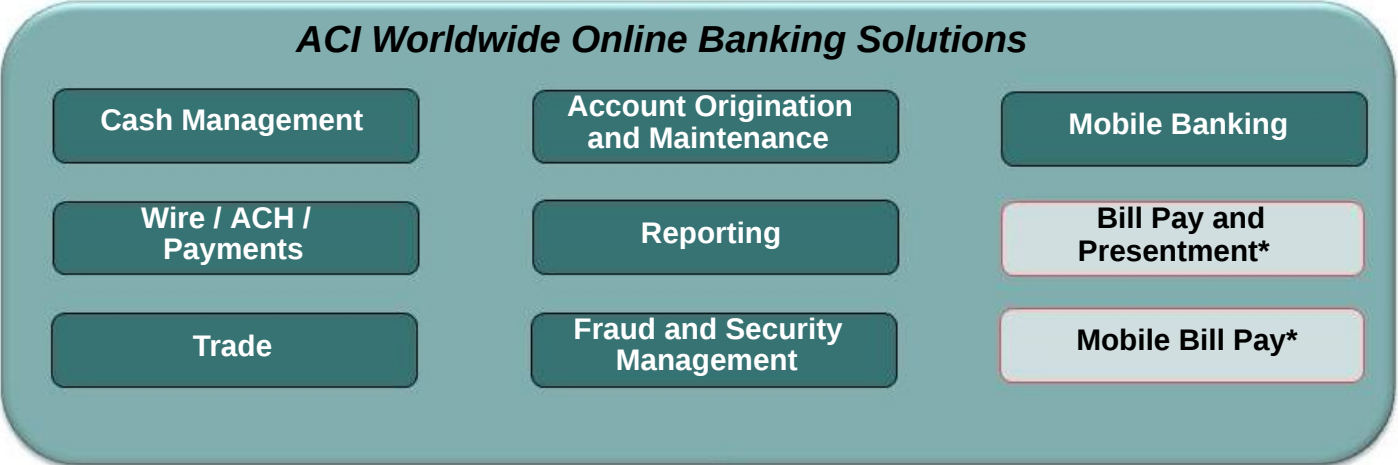 ACI Worldwide Online Banking Solutions
Cash Management
Account Origination
and Maintenance
Mobile Banking
Wire / ACH /
Payments
Reporting
Bill Pay and
Presentment*
Trade
Fraud and Security
Management
Mobile Bill Pay*